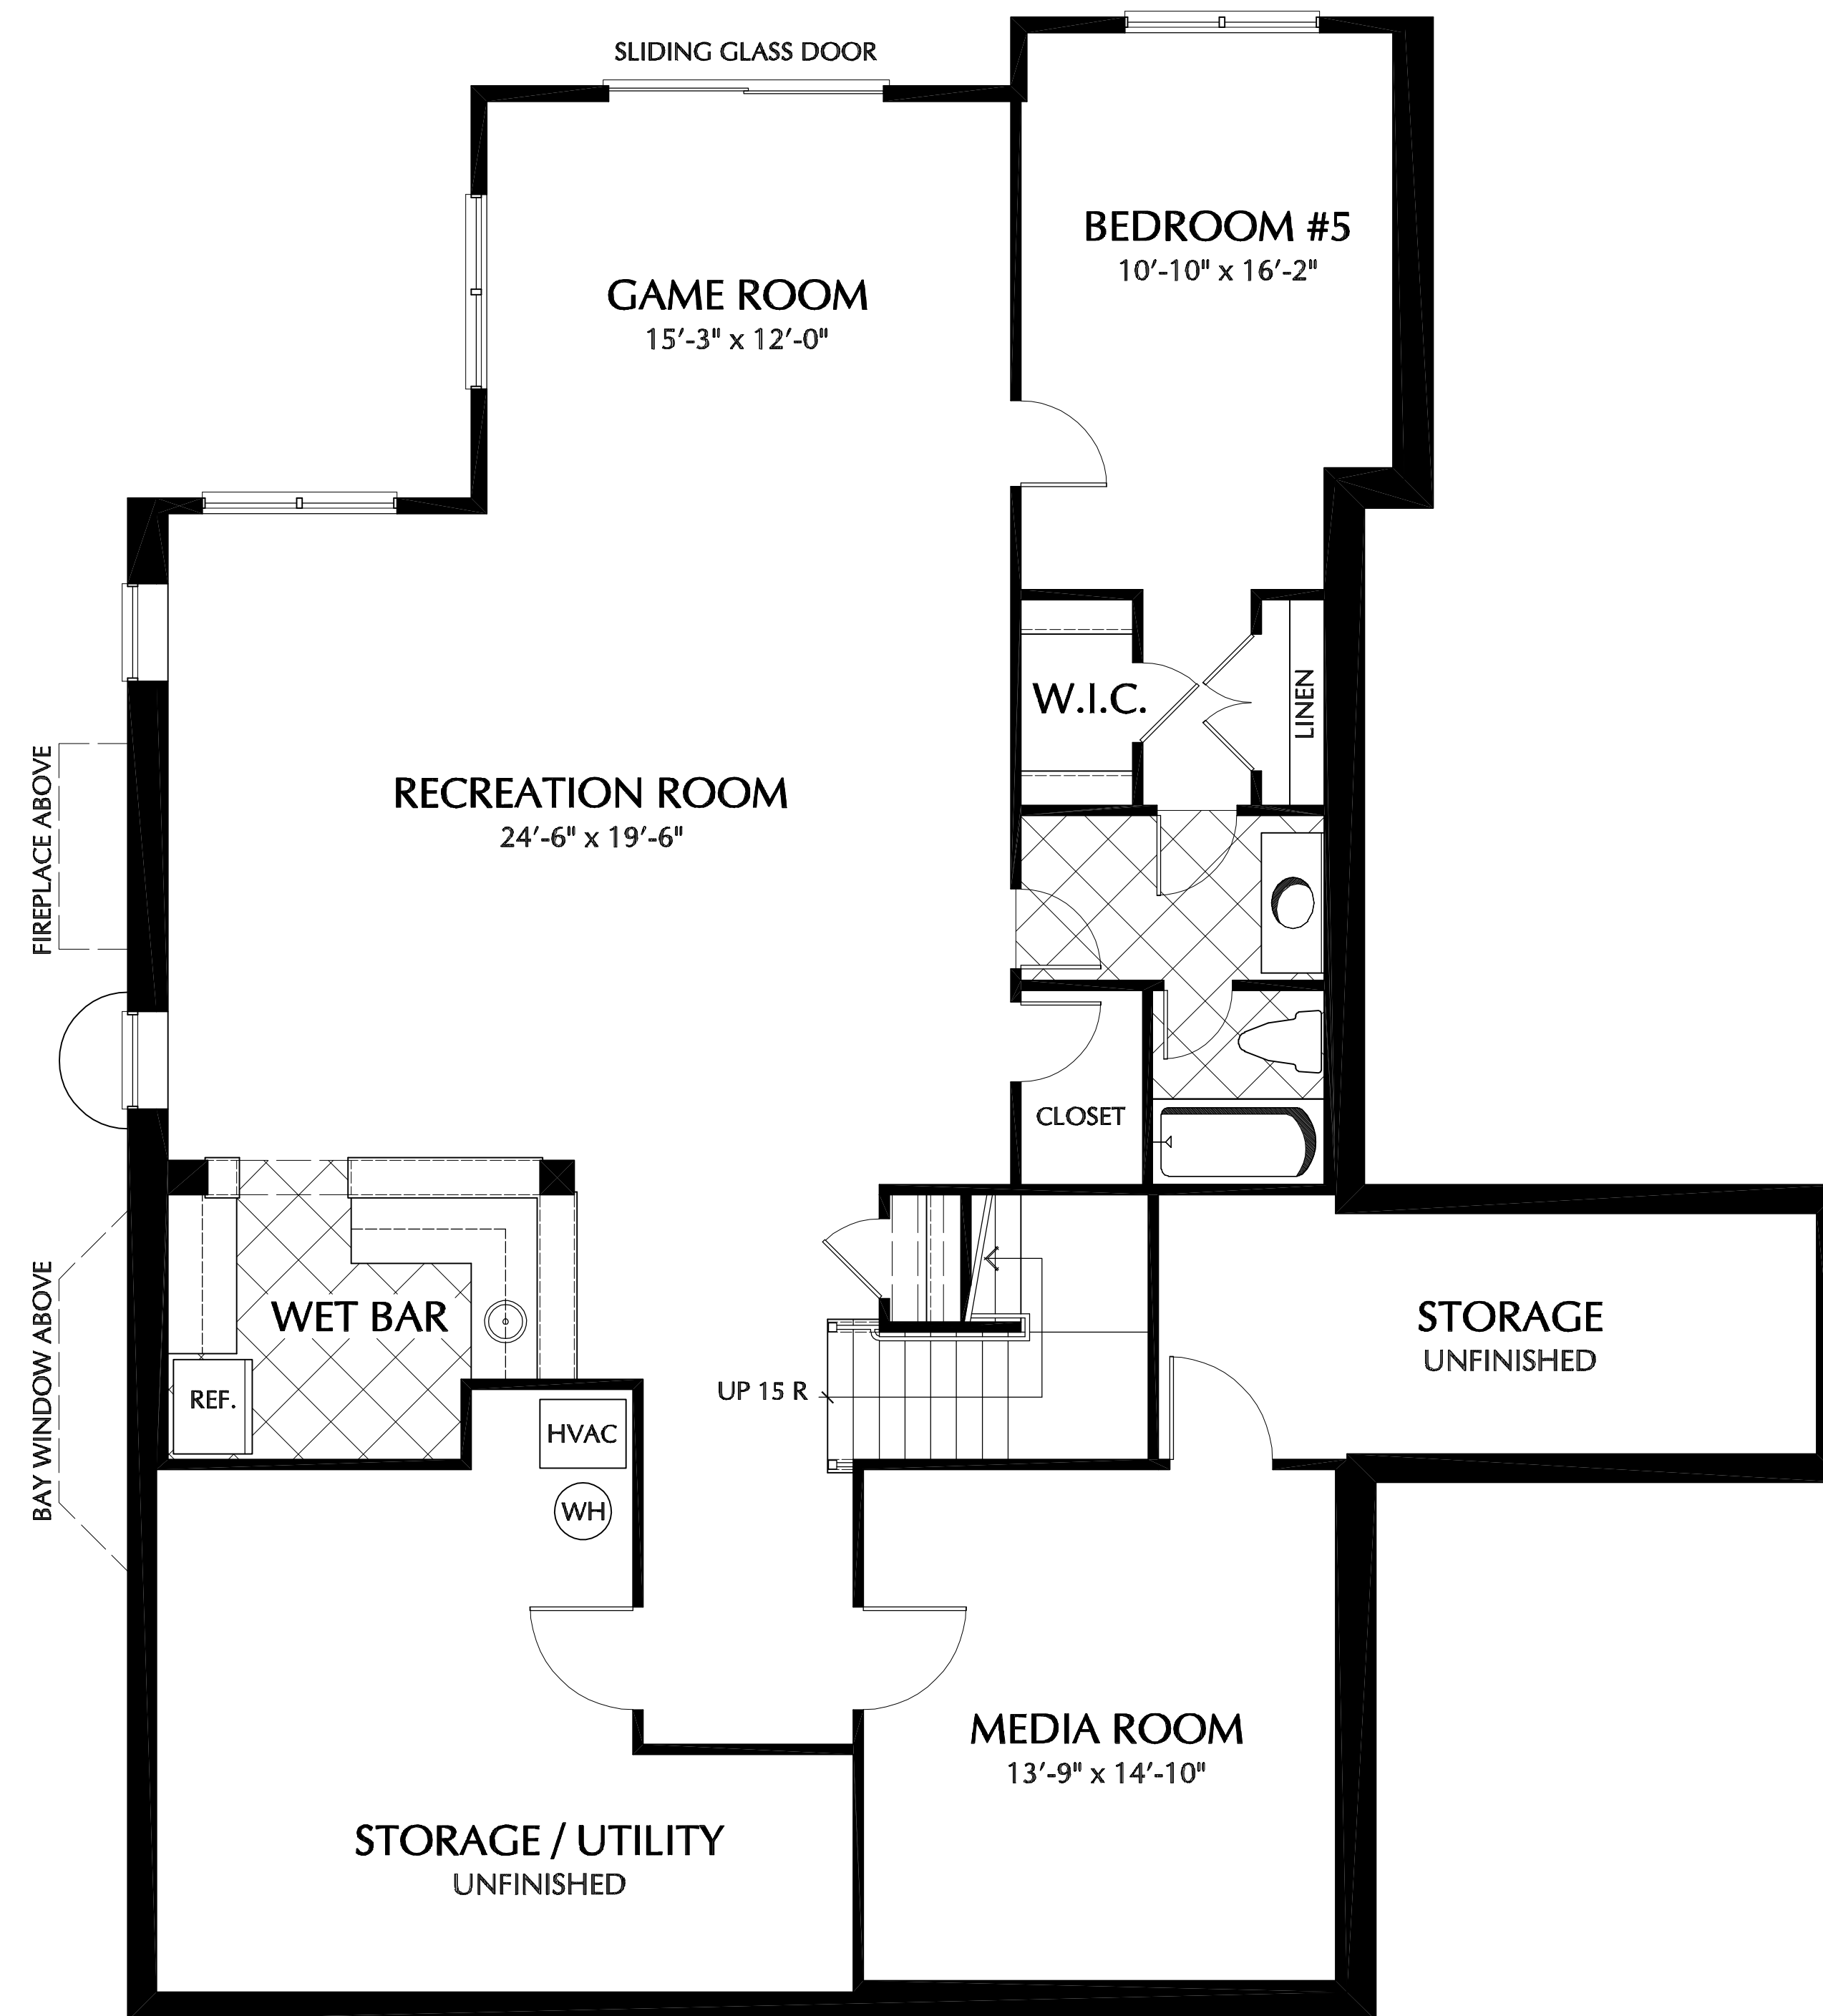 SLIDING GLASS DOOR
BEDROOM #5
10'-10" x 16'-2"
GAME ROOM
15'-3" x 12'-0"
W.I.C.
LINEN
RECREATION ROOM
24'-6" x 19'-6"
FIREPLACE ABOVE
CLOSET
WET BAR
STORAGE
UNFINISHED
BAY WINDOW ABOVE
REF.
UP 15 R
HVAC
WH
MEDIA ROOM
13'-9" x 14'-10"
STORAGE / UTILITY
UNFINISHED